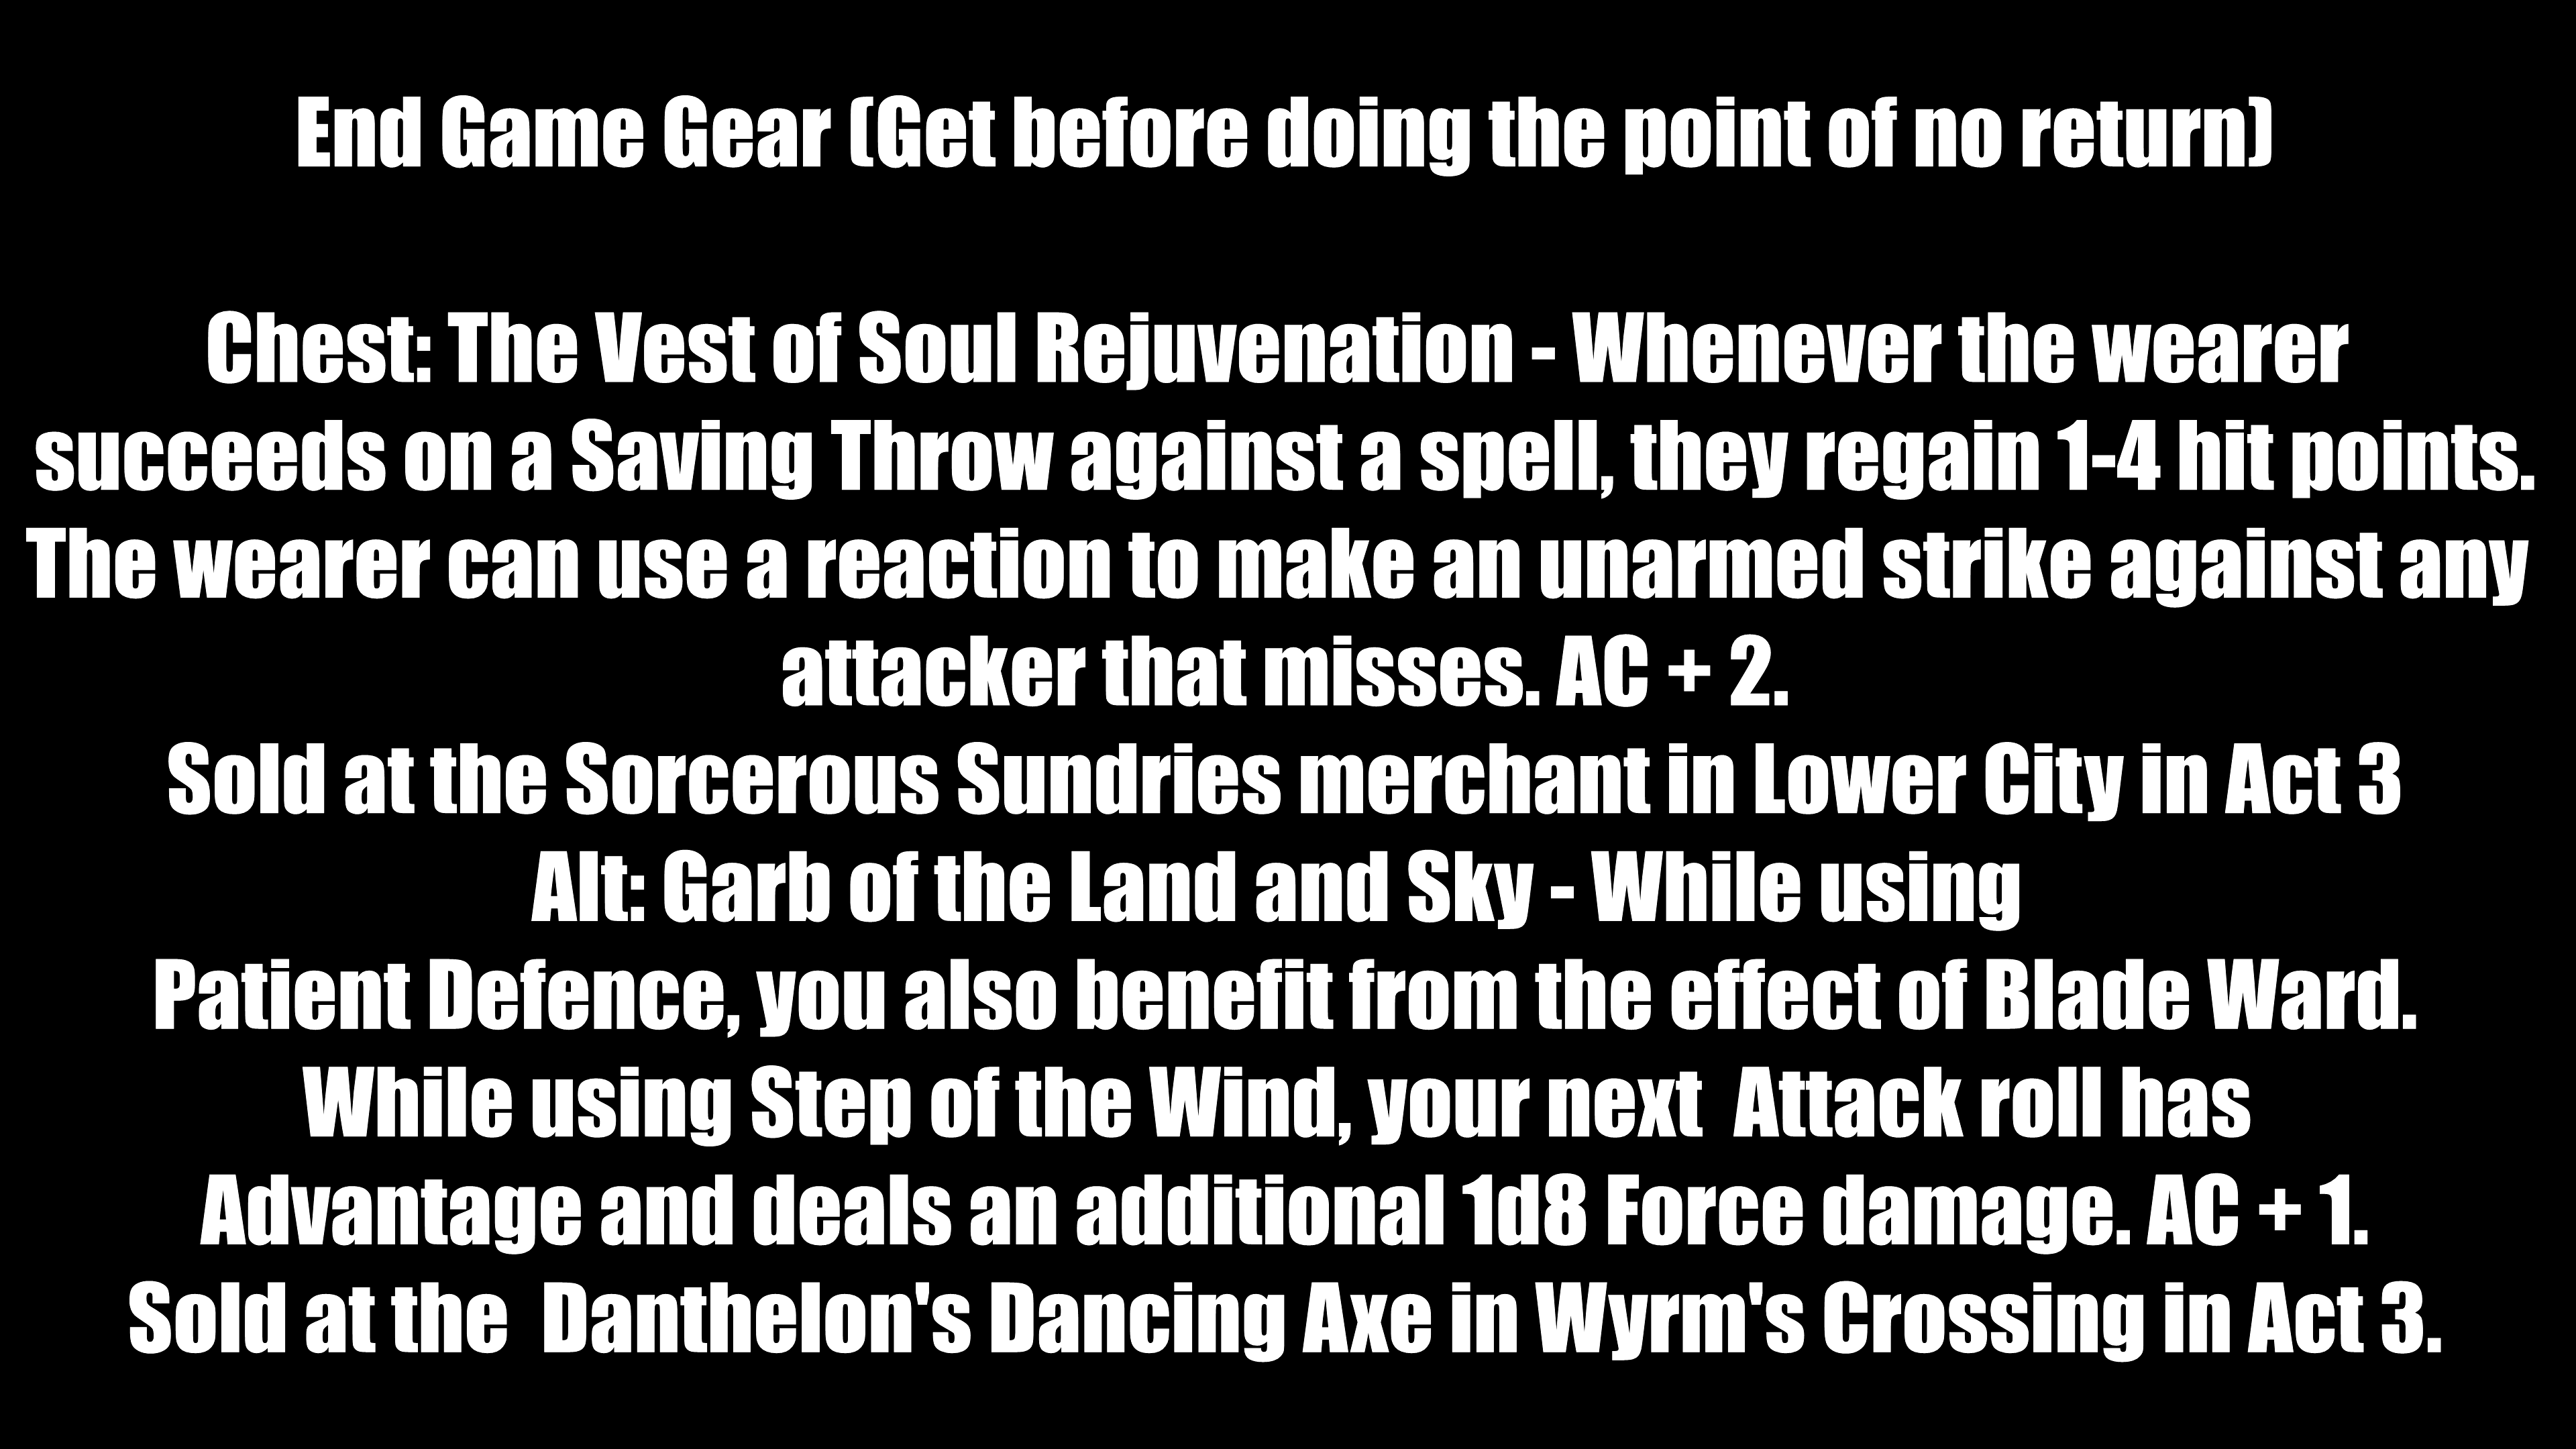 End Game Gear (Get before doing the point of no return)
Chest: The Vest of Soul Rejuvenation - Whenever the wearer
succeeds on a Saving Throw against a spell, they regain 1-4 hit points.
The wearer can use a reaction to make an unarmed strike against any
attacker that misses. AC + 2.
Sold at the Sorcerous Sundries merchant in Lower City in Act 3
Alt: Garb of the Land and Sky - While using
Patient Defence, you also benefit from the effect of Blade Ward.
While using Step of the Wind, your next  Attack roll has
Advantage and deals an additional 1d8 Force damage. AC + 1.
Sold at the  Danthelon's Dancing Axe in Wyrm's Crossing in Act 3.